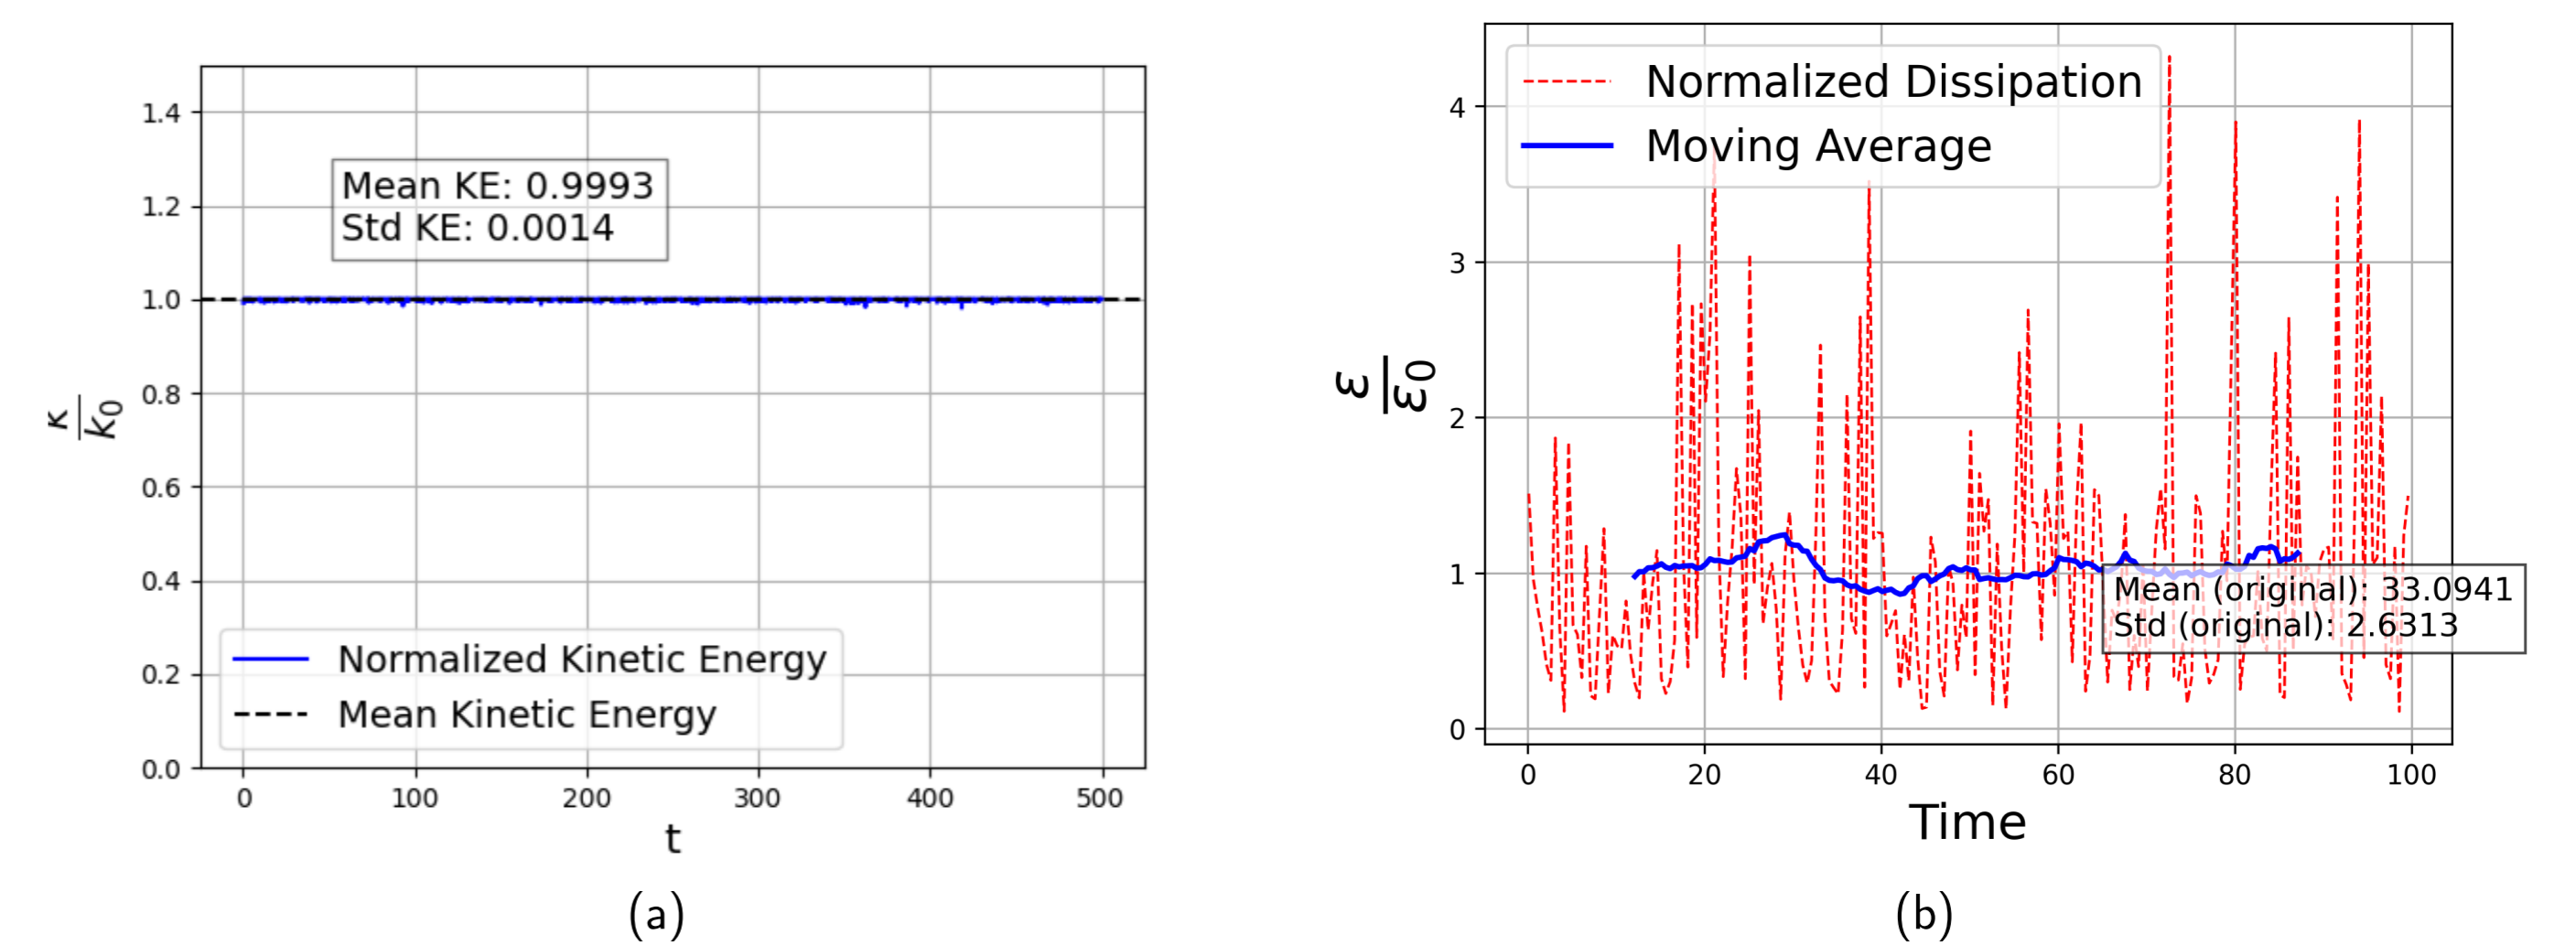 1.4
1.2
1.0
0.8
0.6
0.4
0.2
0.0
κ
k0
Mean KE: 0.9993
Std KE: 0.0014
Normalized Kinetic Energy
Mean Kinetic Energy
0 100 200 300 400 500
t
(a)
4
3
2
1
0
ε
ε0
Normalized Dissipation
Moving Average
Mean (original): 33.0941
Std (original): 2.6313
0 20 40 60 80 100
Time
(b)